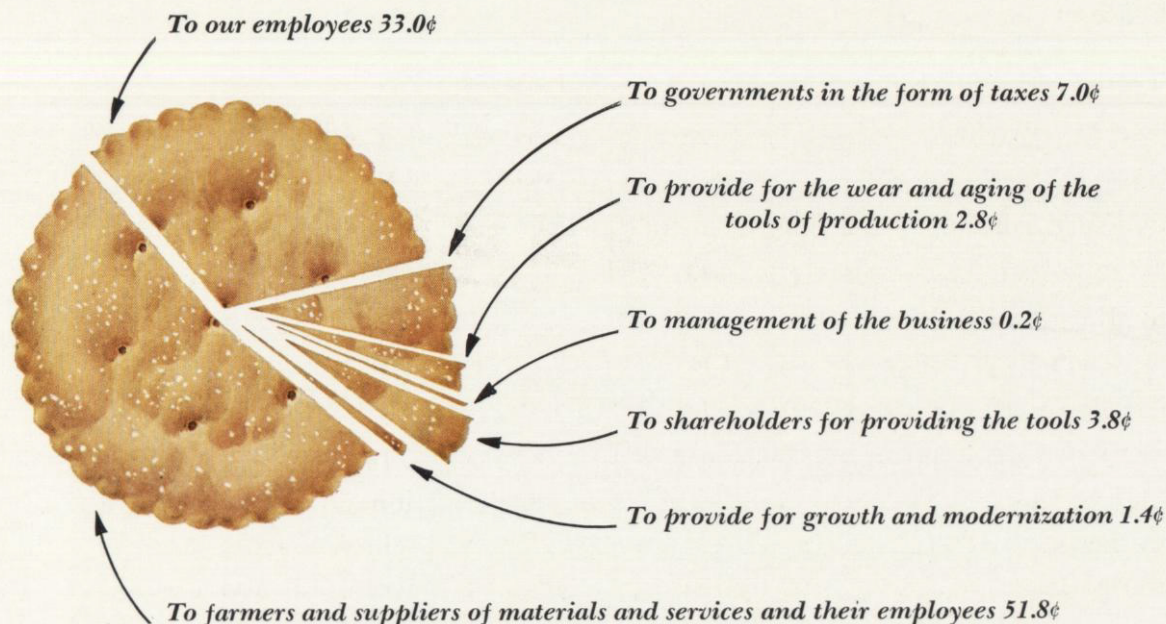 To our employees 33.0¢
To governments in the form of taxes 7.0¢
To provide for the wear and aging of the
tools of production 2.8¢
To management of the business 0.2¢
To shareholders for providing the tools 3.8¢
To provide for growth and modernization 1.4¢
To farmers and suppliers of materials and services and their employees 51.8¢